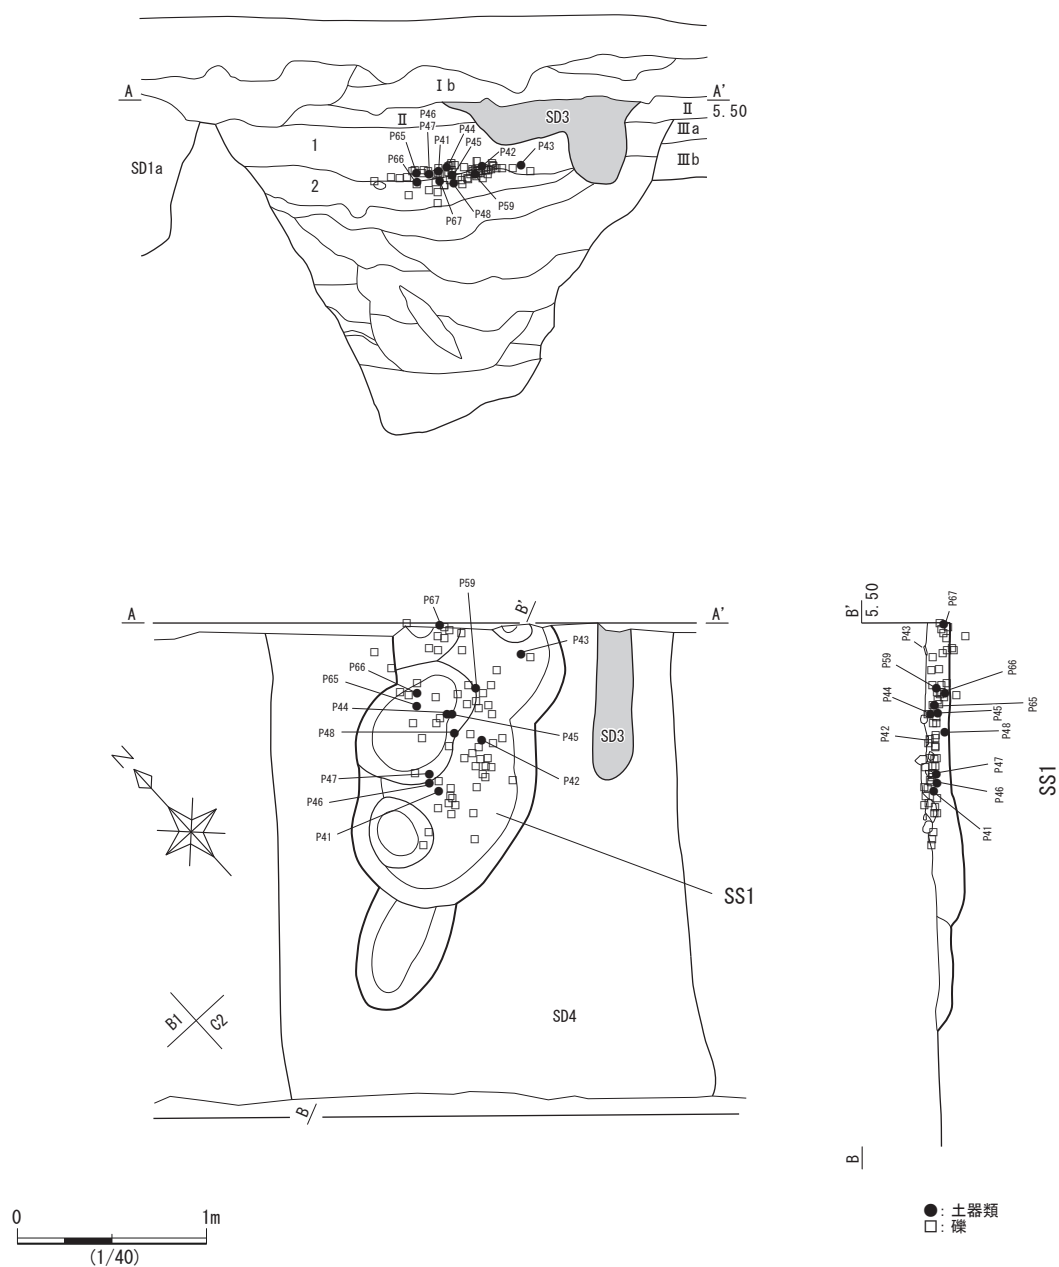 Ⅰb
A
A'
5.50
Ⅱ
SD3
Ⅱ
P46
P47
P44
Ⅲa
P65
P41
P45
1
SD1a
P42
P43
P66
Ⅲb
2
P59
P48
P67
P59
P67
B'
A
A'
P43
P66
P65
P44
P48
P45
SD3
P47
P42
P46
P41
N
SS1
B1
C2
SD4
B
B'
5.50
P67
P43
P59
P66
P44
P65
P45
P42
P48
P47
P46
P41
SS1
B
0
1m
(1/40)
●：土器類
□：礫